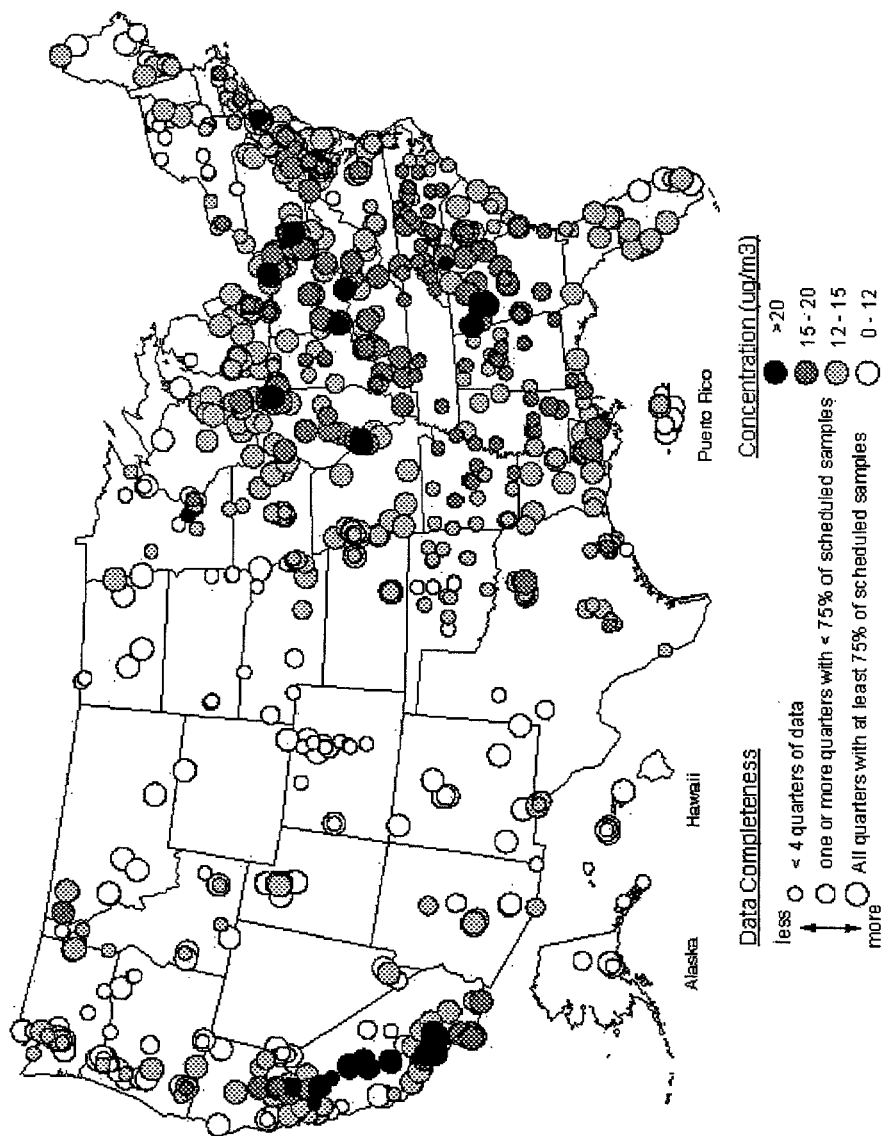 Puerto Rico
Hawaii
Alaska
Concentration (ug/m3)
>20
15 - 20
12 - 15
0 - 12
Data Completeness
less
< 4 quarters of data
one or more quarters with < 75% of scheduled samples
All quarters with at least 75% of scheduled samples
more